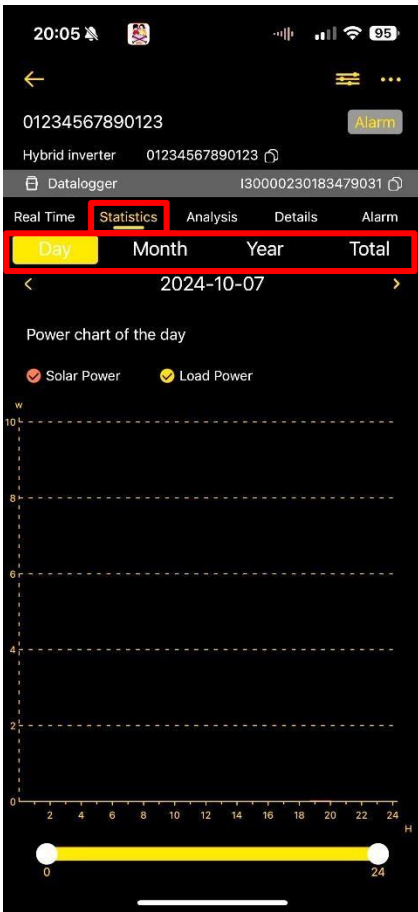 20:05 95
01234567890123 Alarm
Hybrid inverter 01234567890123
Datalogger I30000230183479031
Real Time Statistics Analysis Details Alarm
Day Month Year Total
< 2024-10-07 >
Power chart of the day
Solar Power Load Power
W
10
8
6
4
2
0
2 4 6 8 10 12 14 16 18 20 22 24
H
0 24